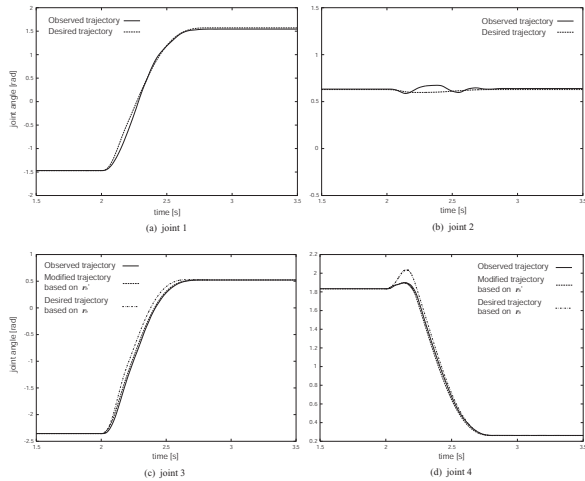 2
1.5
1
0.5
0
-0.5
-1
-1.5
-2
joint angle [rad]
Observed trajectory
Desired trajectory
1.5 2 2.5 3 3.5
time [s]
(a) joint 1
1.5
1
0.5
0
-0.5
Observed trajectory
Desired trajectory
1.5 2 2.5 3 3.5
time [s]
(b) joint 2
1
0.5
0
-0.5
-1
-1.5
-2
-2.5
joint angle [rad]
Observed trajectory
Modified trajectory
based on
Desired trajectory
based on
1.5 2 2.5 3 3.5
time [s]
(c) joint 3
2.2
2
1.8
1.6
1.4
1.2
1
0.8
0.6
0.4
0.2
Observed trajectory
Modified trajectory
based on
Desired trajectory
based on
1.5 2 2.5 3 3.5
time [s]
(d) joint 4